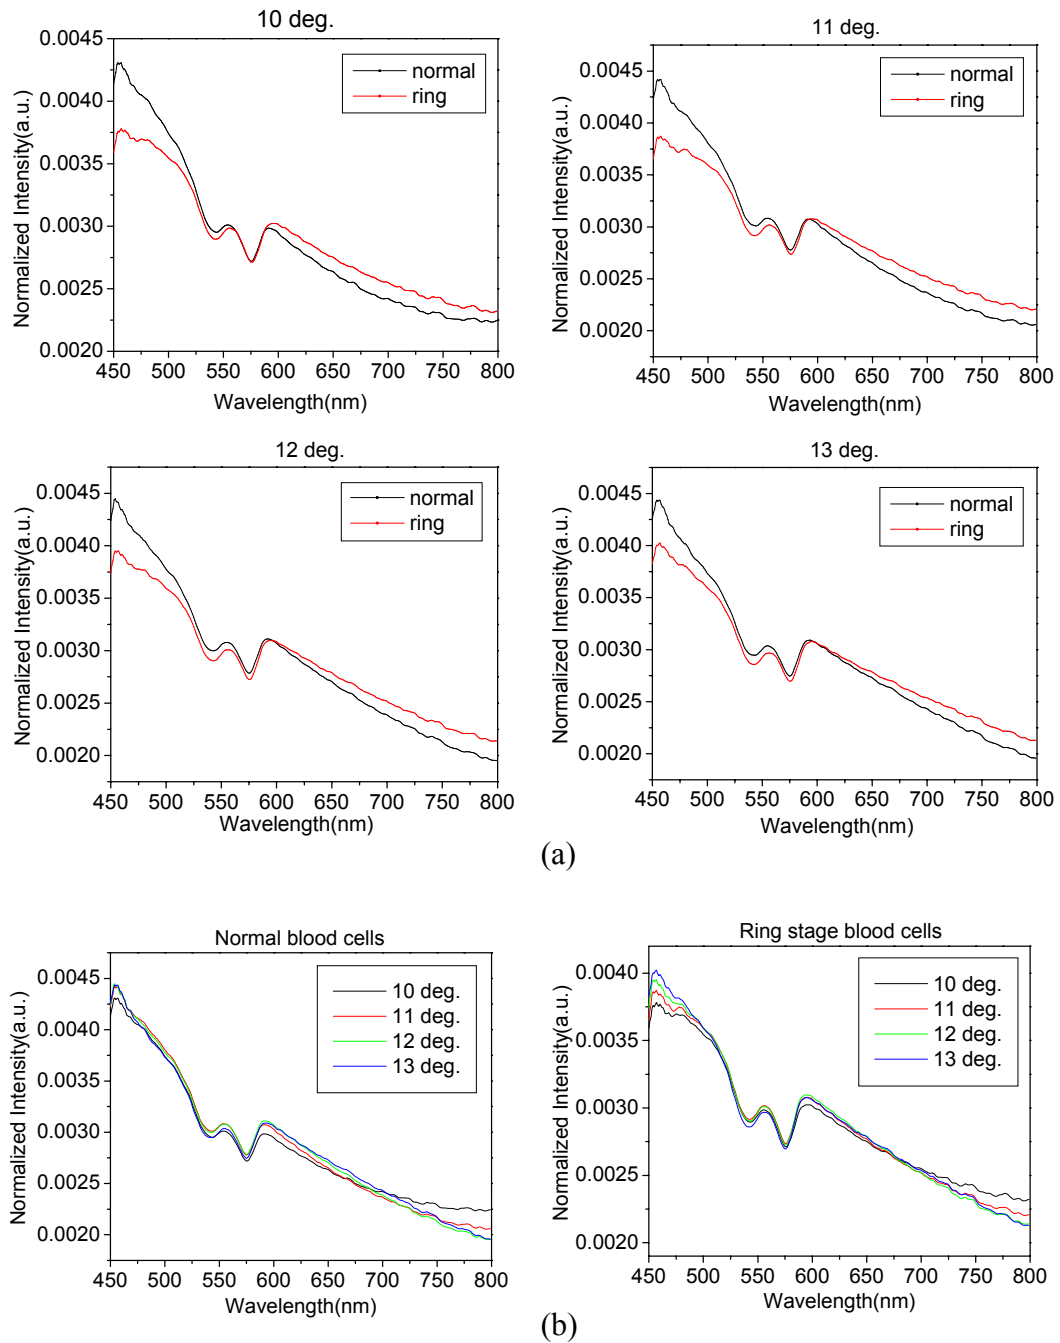 10 deg.
0.0045
0.0040
0.0035
0.0030
0.0025
0.0020
Normalized Intensity(a.u.)
normal
ring
450 500 550 600 650 700 750 800
Wavelength(nm)
11 deg.
0.0045
0.0040
0.0035
0.0030
0.0025
0.0020
Normalized Intensity(a.u.)
normal
ring
450 500 550 600 650 700 750 800
Wavelength(nm)
12 deg.
0.0045
0.0040
0.0035
0.0030
0.0025
0.0020
Normalized Intensity(a.u.)
normal
ring
450 500 550 600 650 700 750 800
Wavelength(nm)
13 deg.
0.0045
0.0040
0.0035
0.0030
0.0025
0.0020
Normalized Intensity(a.u.)
normal
ring
450 500 550 600 650 700 750 800
Wavelength(nm)
(a)
Normal blood cells
0.0045
0.0040
0.0035
0.0030
0.0025
0.0020
Normalized Intensity(a.u.)
10 deg.
11 deg.
12 deg.
13 deg.
450 500 550 600 650 700 750 800
Wavelength(nm)
Ring stage blood cells
0.0040
0.0035
0.0030
0.0025
0.0020
Normalized Intensity(a.u.)
10 deg.
11 deg.
12 deg.
13 deg.
450 500 550 600 650 700 750 800
Wavelength(nm)
(b)